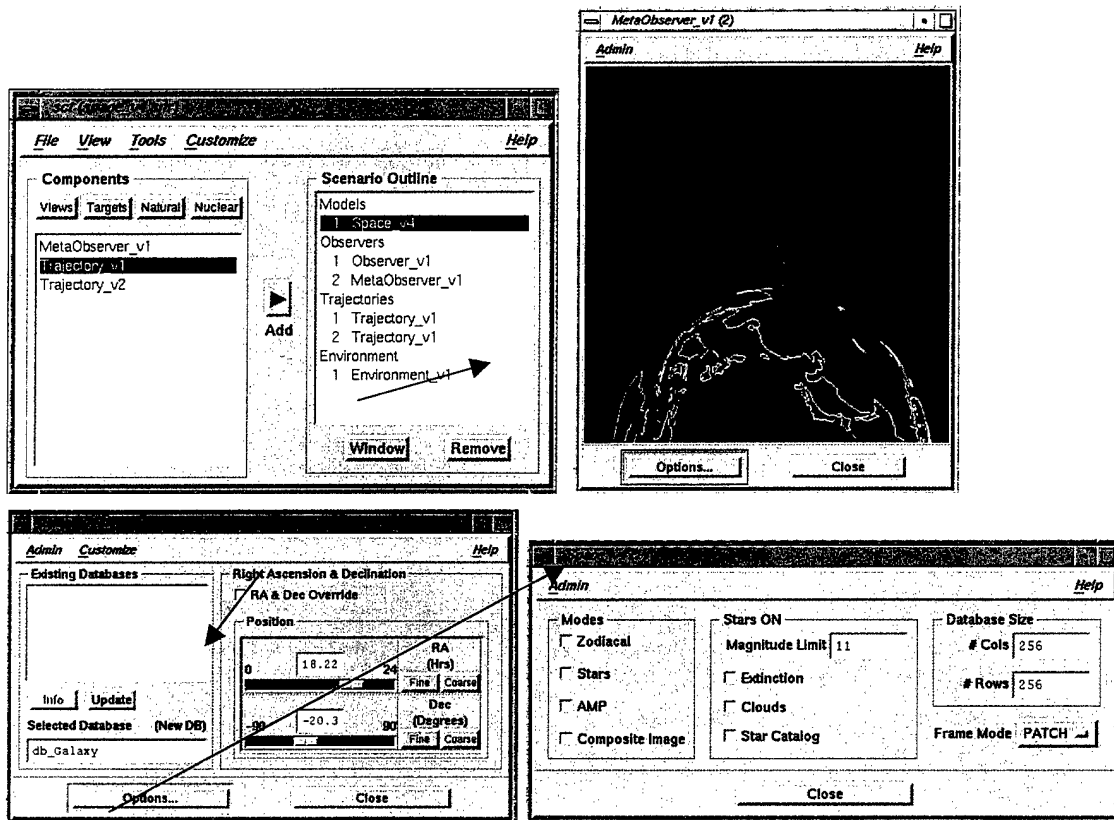 MetaObserver_v1 (2)
Admin Help
File View Tools Customize Help
Components
Views Targets Natural Nuclear
MetaObserver_v1
Trajectory_v1
Trajectory_v2
Add
Scenario Outline
Models
1 Space_v4
Observers
1 Observer_v1
2 MetaObserver_v1
Trajectories
1 Trajectory_v1
2 Trajectory_v1
Environment
1 Environment_v1
Window Remove
Options... Close
Admin Customize Help
Existing Databases
Info Update
Selected Database (New DB)
db_Galaxy
Right Ascension & Declination
RA & Dec Override
Position
RA
(Hrs)
0 18.22 24
Fine Coarse
Dec
(Degrees)
-90 -20.3 90
Fine Coarse
Options... Close
Admin Help
Modes
Zodiacal
Stars
AMP
Composite Image
Stars ON
Magnitude Limit 11
Extinction
Clouds
Star Catalog
Database Size
# Cols 256
# Rows 256
Frame Mode PATCH
Close